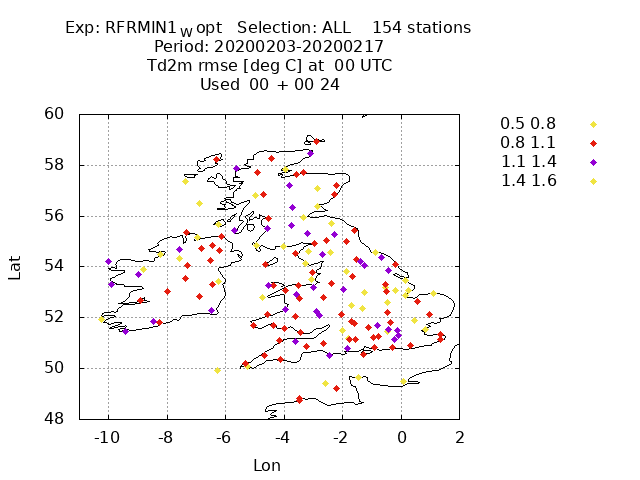 Exp: RFRMIN1_W opt Selection: ALL 154 stations
Period: 20200203-20200217
Td2m rmse [deg C] at 00 UTC
Used 00 + 00 24
0.5 0.8
0.8 1.1
1.1 1.4
1.4 1.6
60
58
56
54
52
50
48
Lat
-10 -8 -6 -4 -2 0 2
Lon